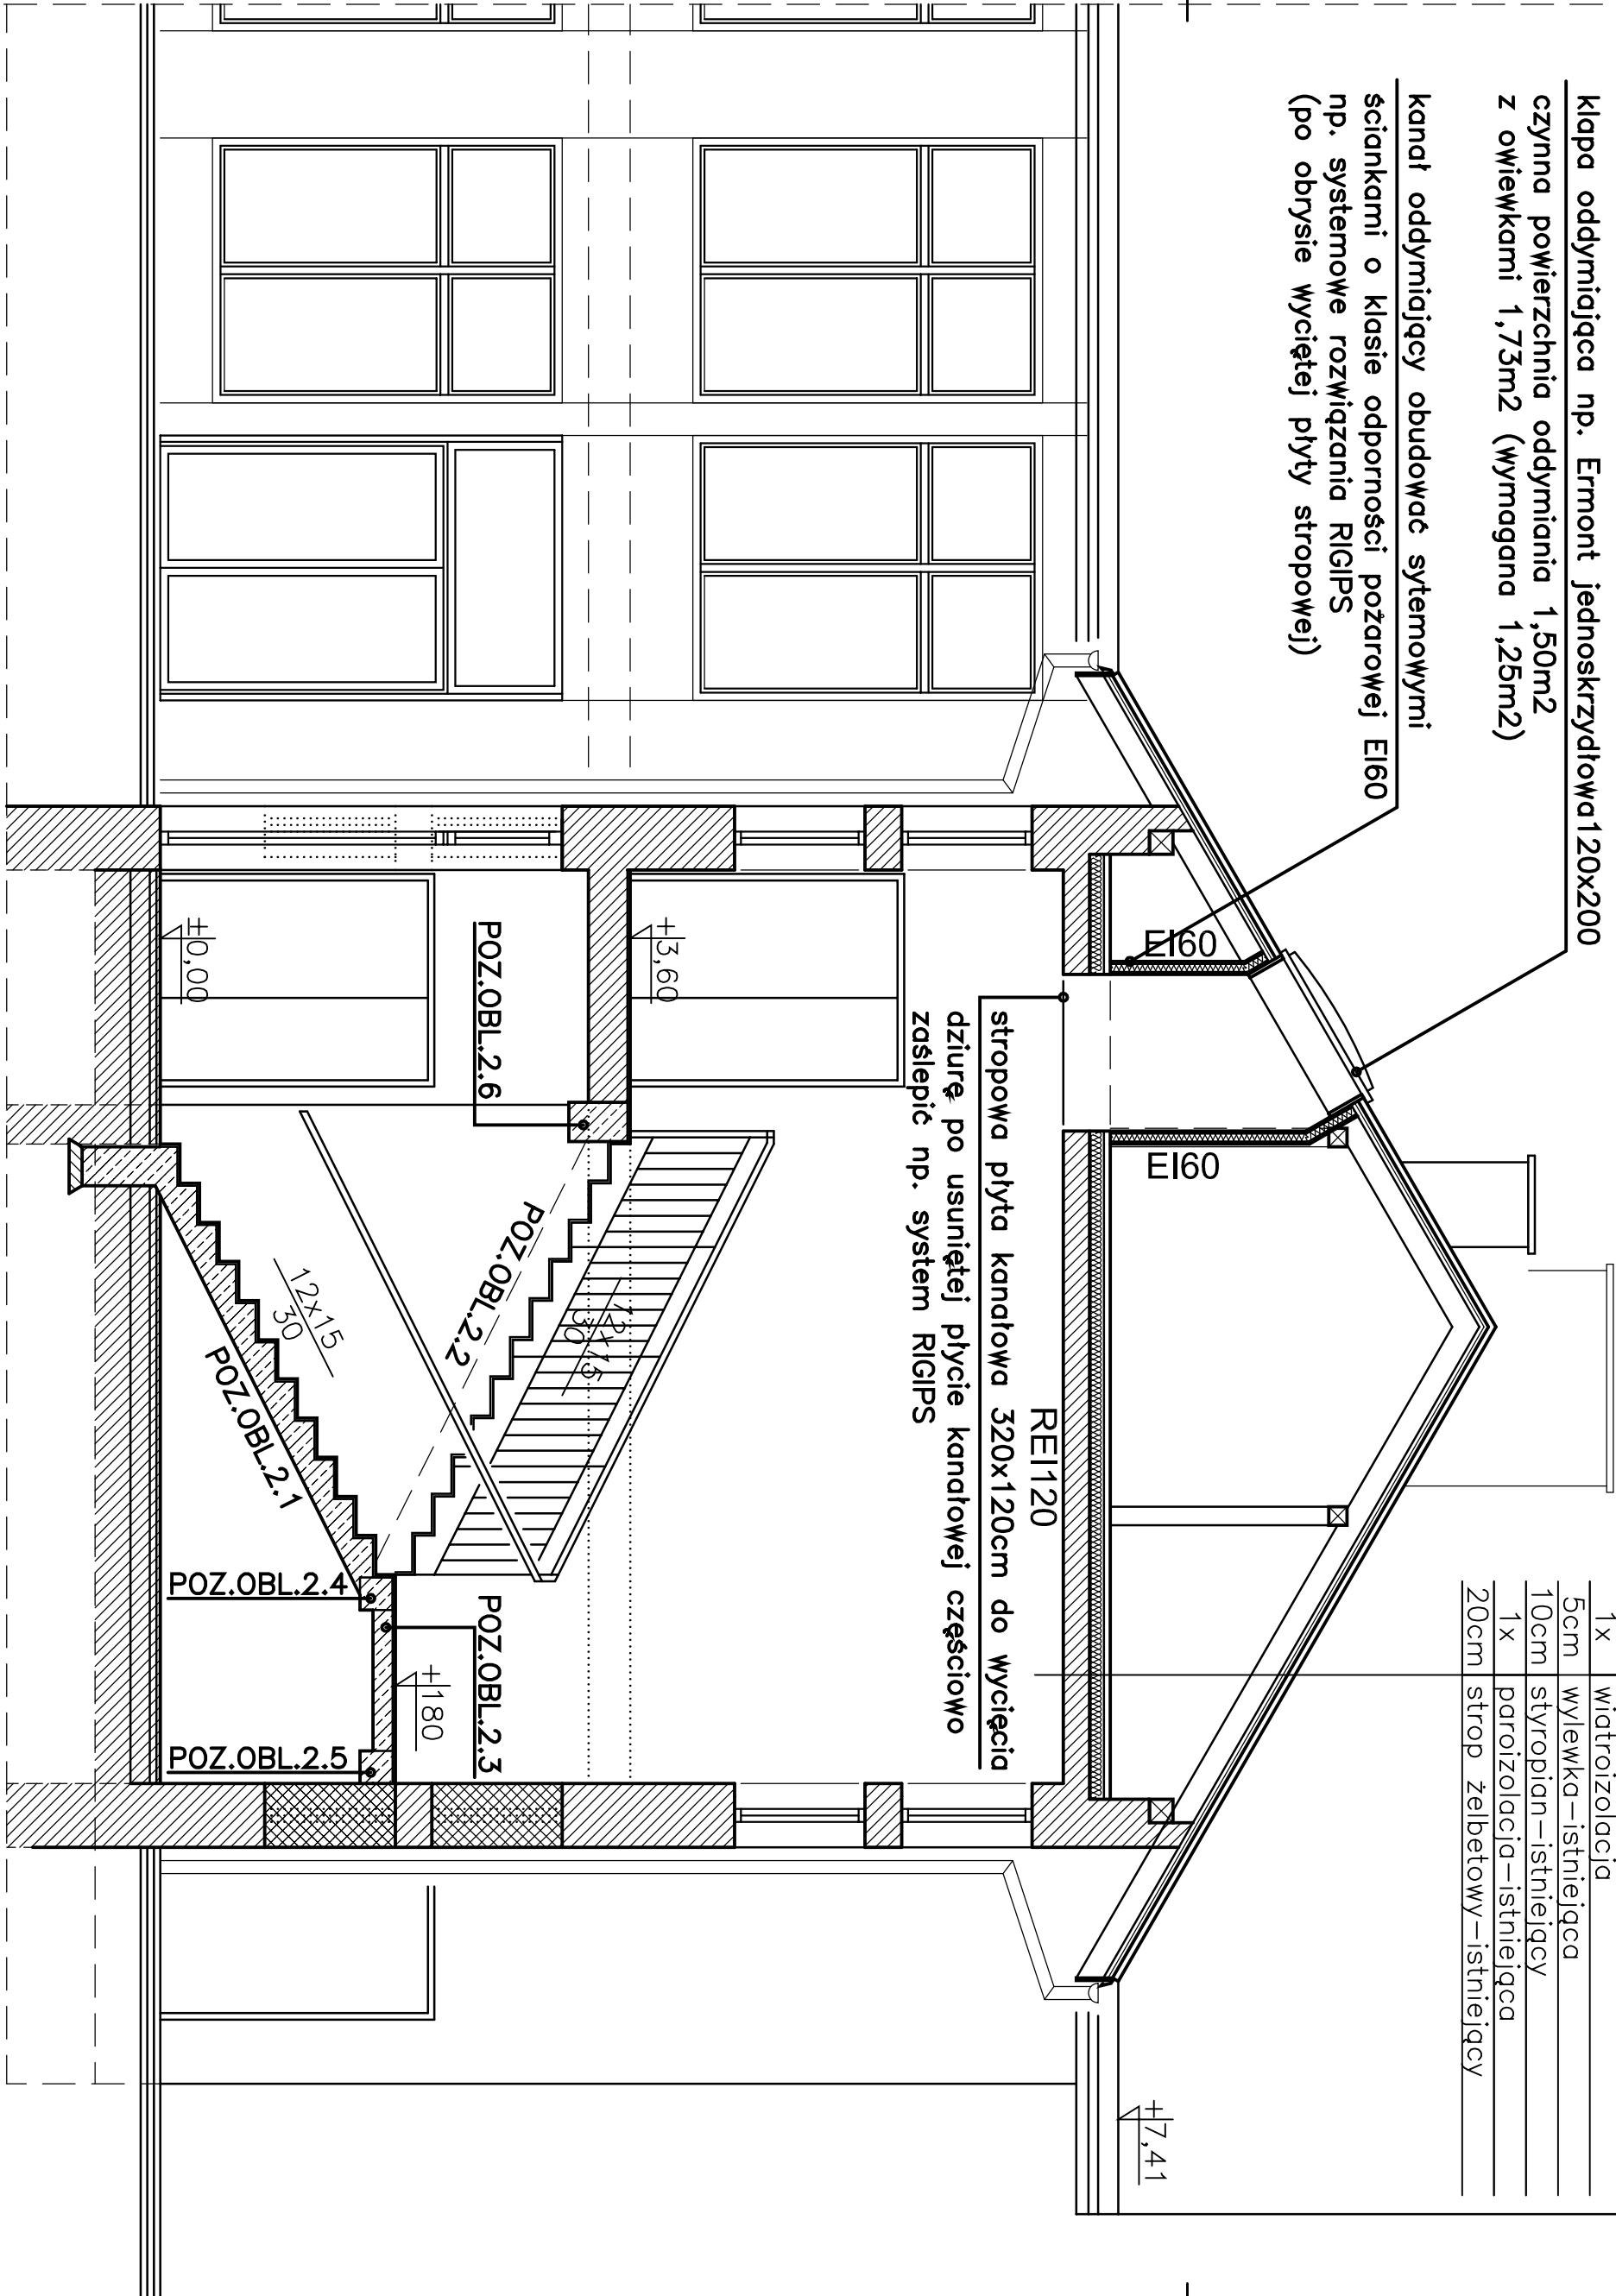 klapa oddymiająca np. Ermont jednoskrzydłowa120x200
czynna powierzchnia oddymiania 1,50m2
z owiewkami 1,73m2 (wymagana 1,25m2)
kanał oddymiający obudować sytemowymi
ściankami o klasie odporności pożarowej EI60
np. systemowe rozwiązania RIGIPS
(po obrysie wyciętej płyty stropowej)
1x wiatroizolacja
5cm wylewka-istniejąca
10cm styropian-istniejący
1x paroizolacja-istniejąca
20cm strop żelbetowy-istniejący
+7,41
EI60
EI60
REI120
stropowa płyta kanałowa 320x120cm do wycięcia
dziurę po usuniętej płycie kanałowej częściowo
zaślepić np. system RIGIPS
+3,60
12x15
30
POZ.OBL.2.6
POZ.OBL.2.2
POZ.OBL.2.3
+180
12x15
30
POZ.OBL.2.1
POZ.OBL.2.4
POZ.OBL.2.5
±0,00